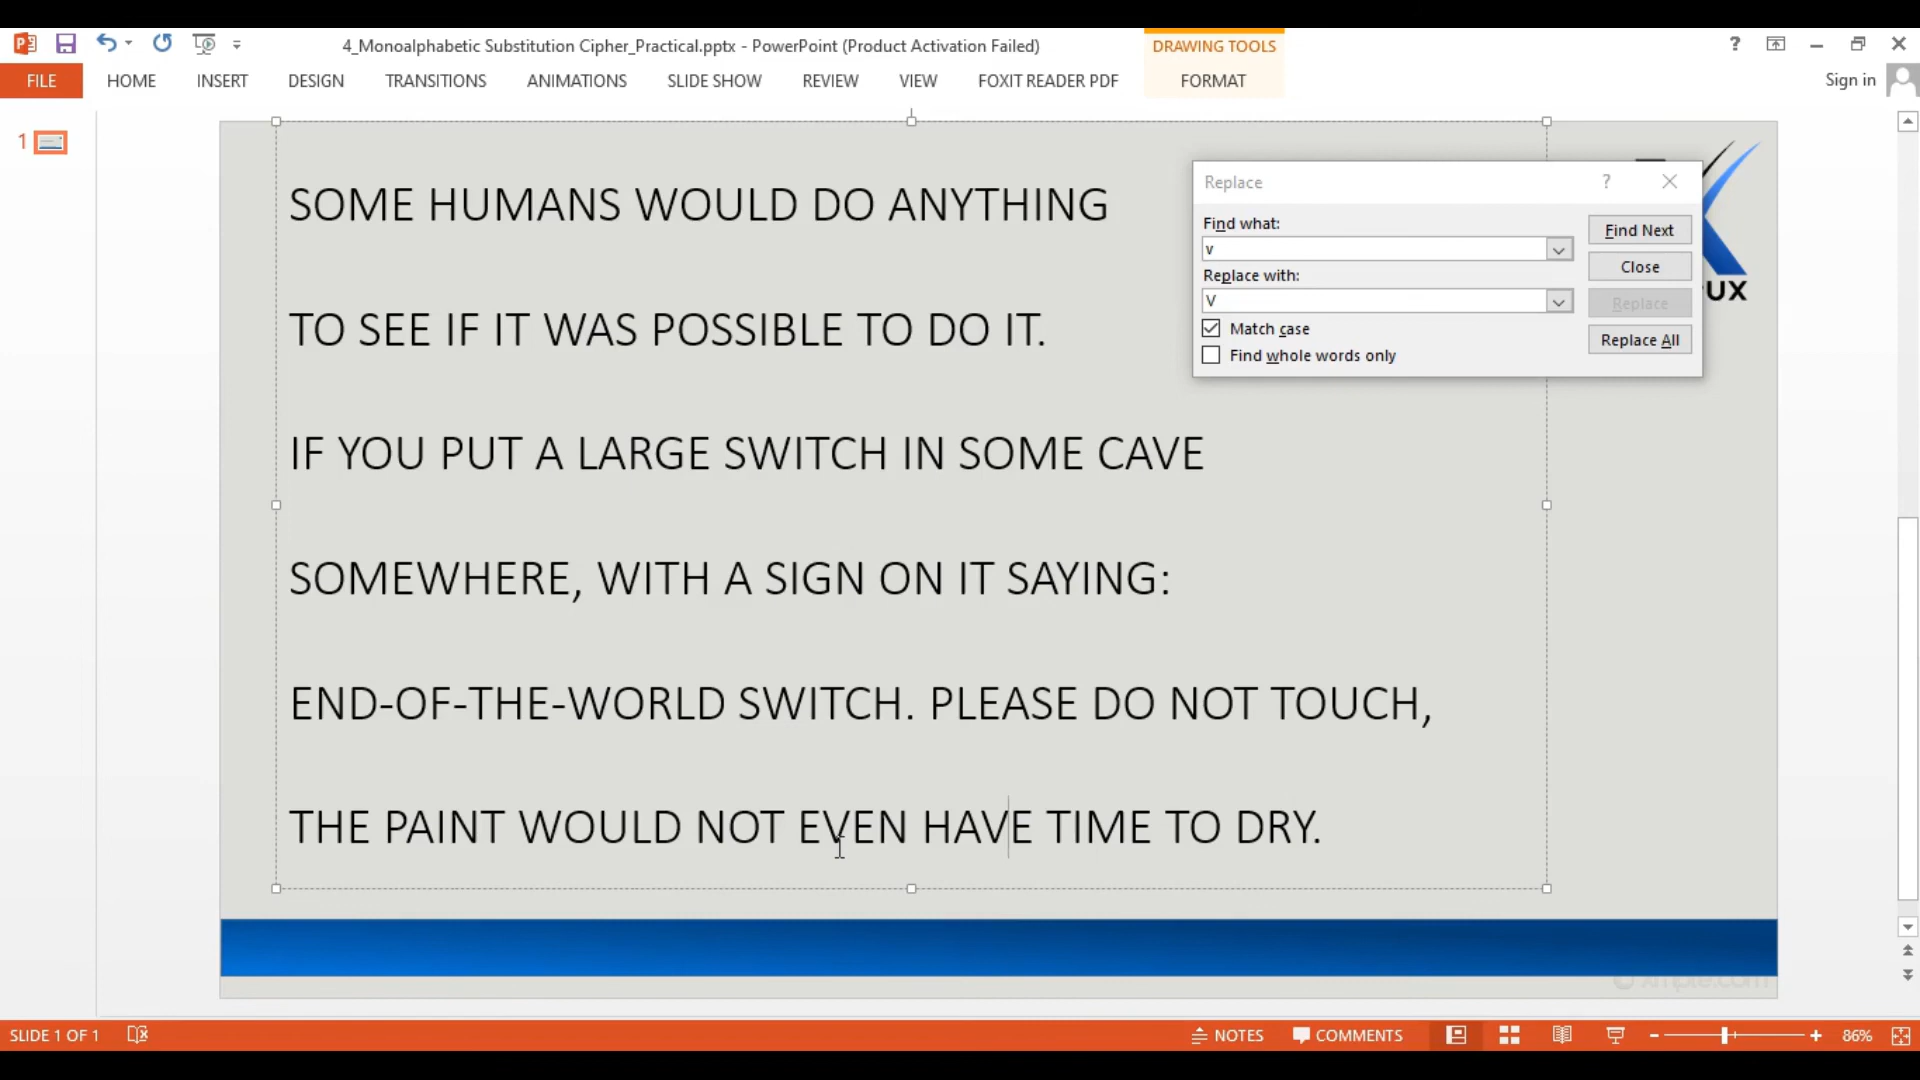 4_Monoalphabetic Substitution Cipher_Practical.pptx - PowerPoint (Product Activation Failed)
DRAWING TOOLS
?
FILE
HOME
INSERT
DESIGN
TRANSITIONS
ANIMATIONS
SLIDE SHOW
REVIEW
VIEW
FOXIT READER PDF
FORMAT
Sign in
1
SOME HUMANS WOULD DO ANYTHING
TO SEE IF IT WAS POSSIBLE TO DO IT.
IF YOU PUT A LARGE SWITCH IN SOME CAVE
SOMEWHERE, WITH A SIGN ON IT SAYING:
END-OF-THE-WORLD SWITCH. PLEASE DO NOT TOUCH,
THE PAINT WOULD NOT EVEN HAVE TIME TO DRY.
Replace
?
Find what:
v
Find Next
Replace with:
Close
V
Replace
Match case
Replace All
Find whole words only
UX
SLIDE 1 OF 1
NOTES
COMMENTS
86%